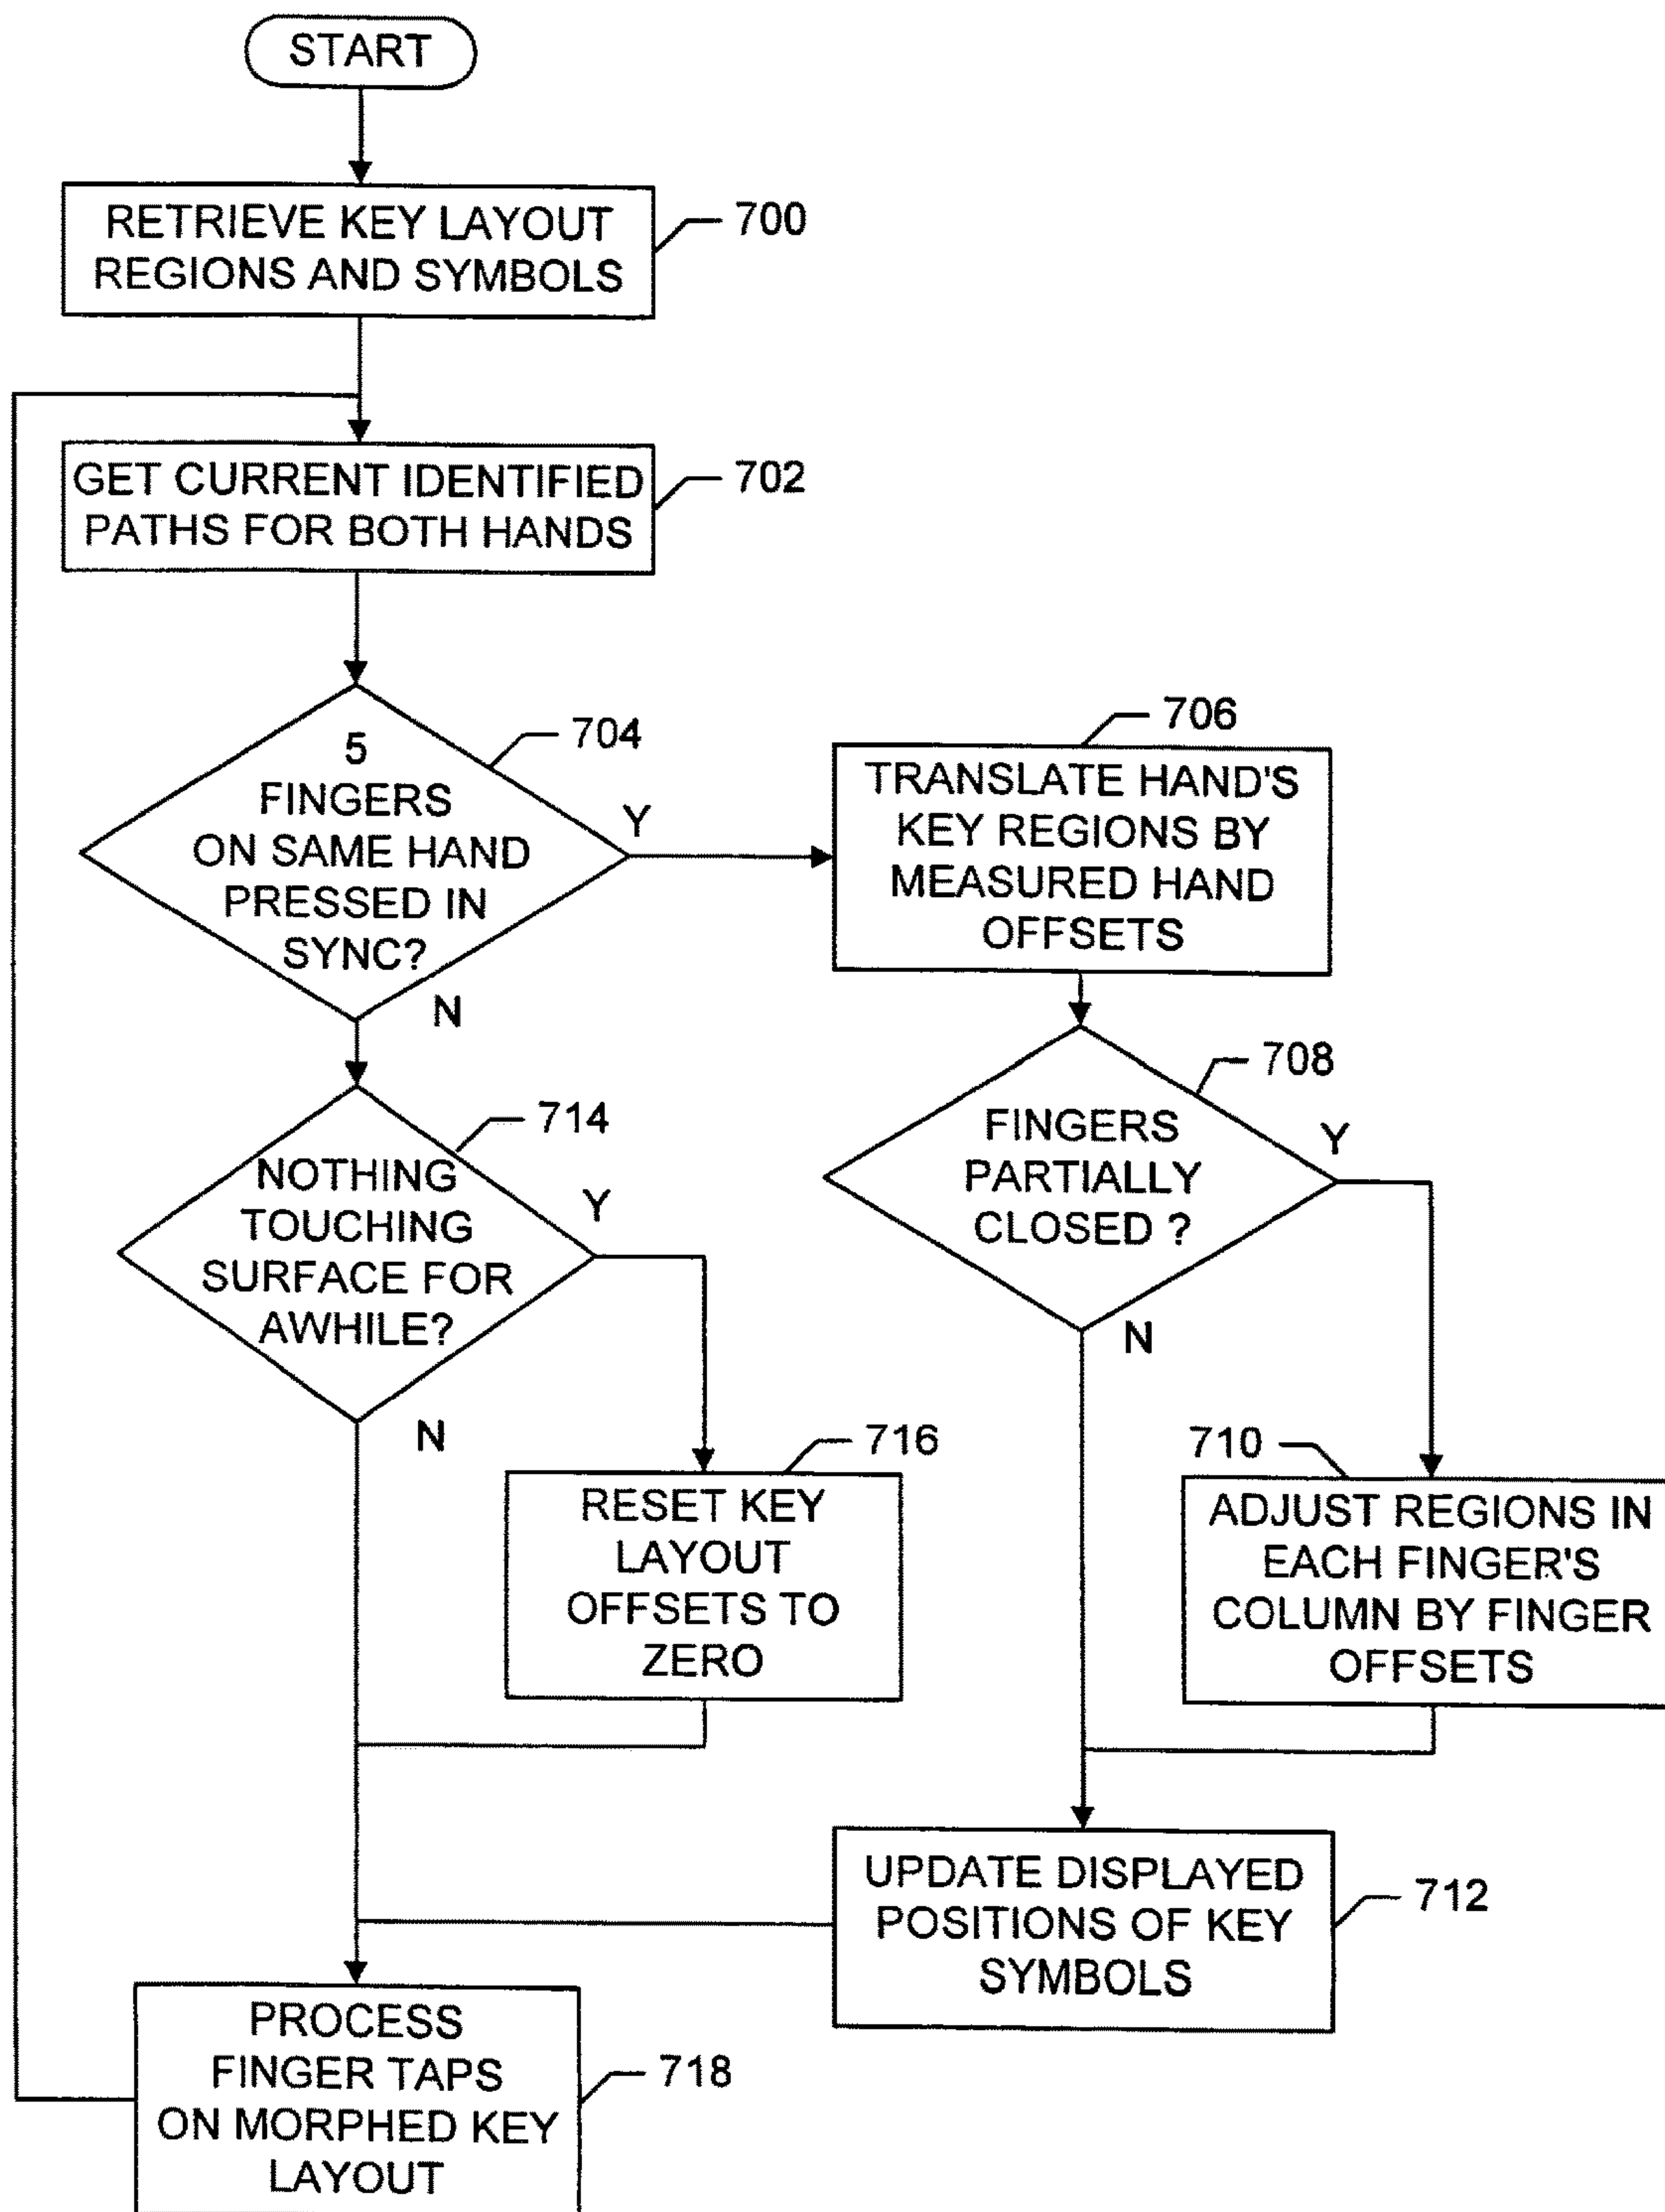 START
RETRIEVE KEY LAYOUT
REGIONS AND SYMBOLS
700
GET CURRENT IDENTIFIED
PATHS FOR BOTH HANDS
702
5
FINGERS
ON SAME HAND
PRESSED IN
SYNC?
704
Y
N
706
TRANSLATE HAND'S
KEY REGIONS BY
MEASURED HAND
OFFSETS
708
FINGERS
PARTIALLY
CLOSED ?
Y
N
714
NOTHING
TOUCHING
SURFACE FOR
AWHILE?
Y
N
716
RESET KEY
LAYOUT
OFFSETS TO
ZERO
710
ADJUST REGIONS IN
EACH FINGER'S
COLUMN BY FINGER
OFFSETS
UPDATE DISPLAYED
POSITIONS OF KEY
SYMBOLS
712
PROCESS
FINGER TAPS
ON MORPHED KEY
LAYOUT
718